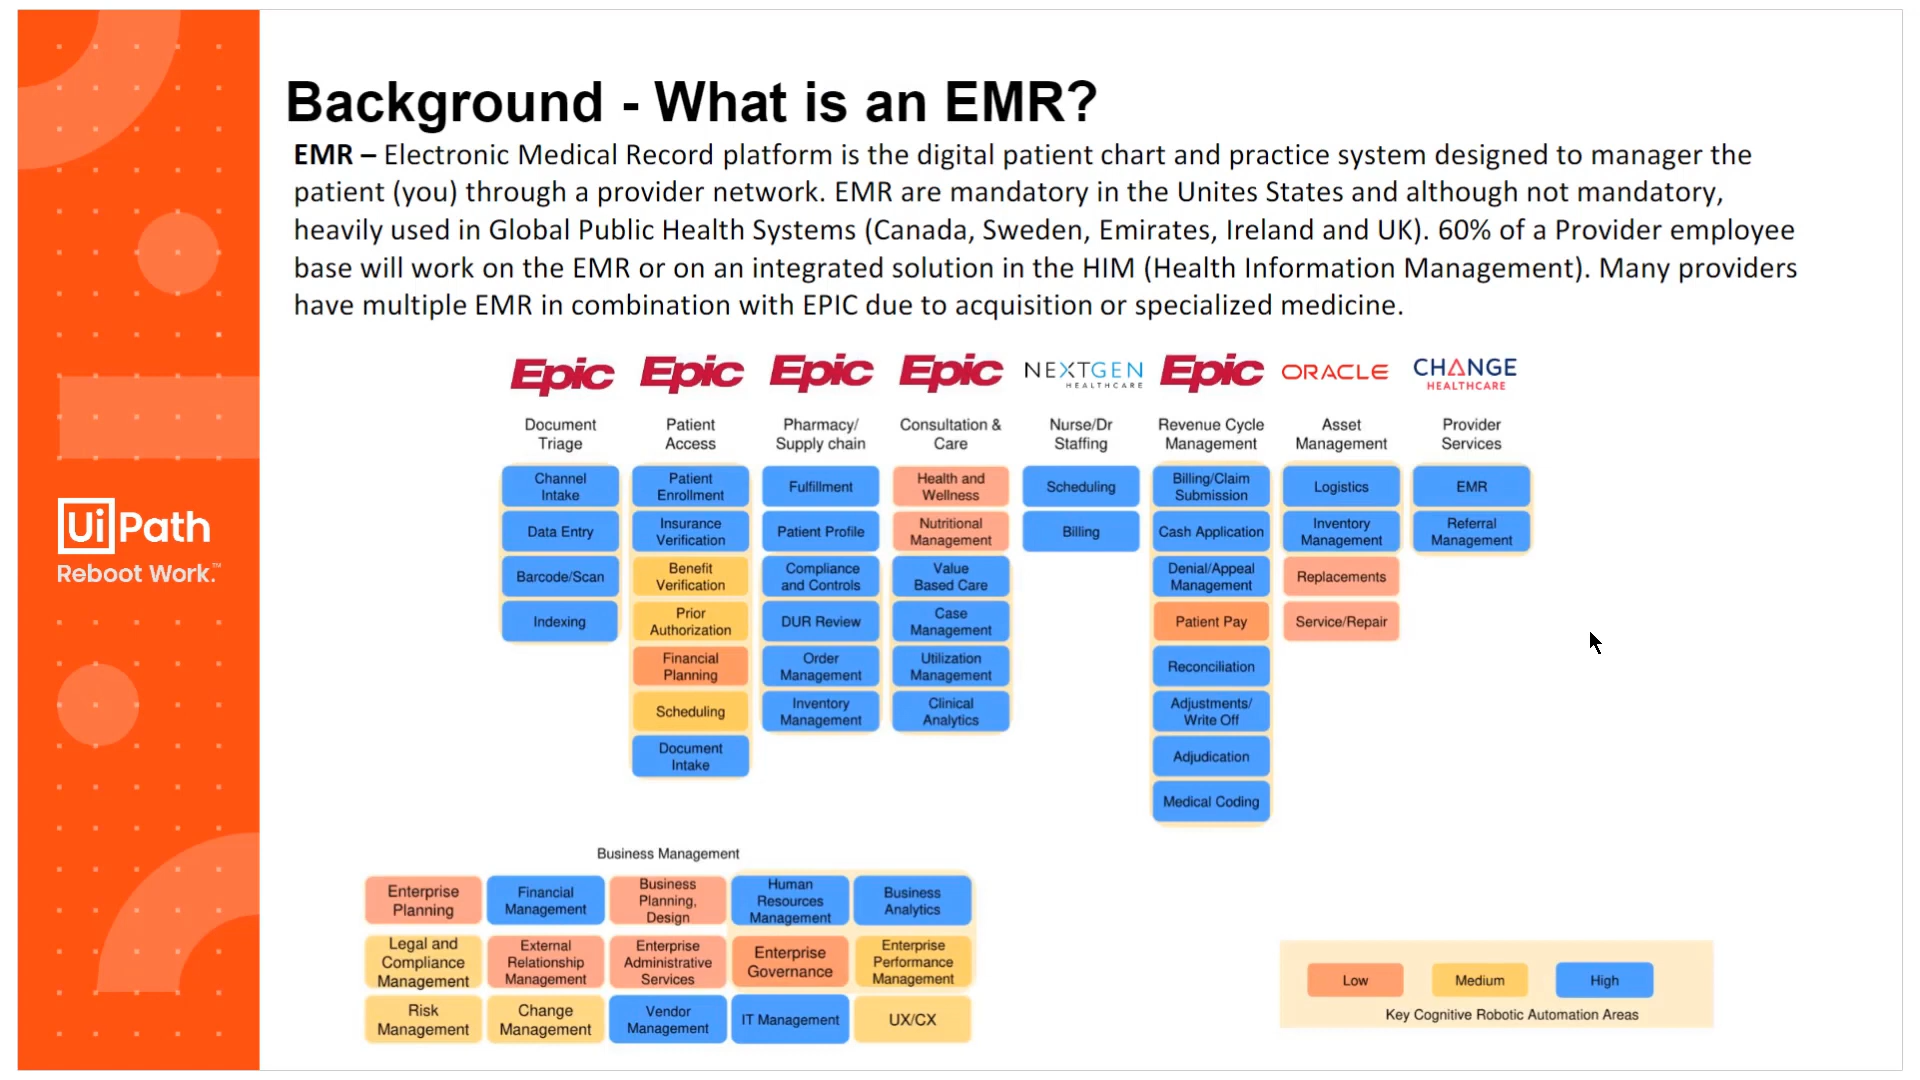 Background - What is an EMR?
EMR – Electronic Medical Record platform is the digital patient chart and practice system designed to manager the
patient (you) through a provider network. EMR are mandatory in the Unites States and although not mandatory,
heavily used in Global Public Health Systems (Canada, Sweden, Emirates, Ireland and UK). 60% of a Provider employee
base will work on the EMR or on an integrated solution in the HIM (Health Information Management). Many providers
have multiple EMR in combination with EPIC due to acquisition or specialized medicine.
UiPath
Reboot Work.™
Epic
Document
Triage
Channel
Intake
Data Entry
Barcode/Scan
Indexing
Epic
Patient
Access
Patient
Enrollment
Insurance
Verification
Benefit
Verification
Prior
Authorization
Financial
Planning
Scheduling
Document
Intake
Epic
Pharmacy/
Supply chain
Fulfillment
Patient Profile
Compliance
and Controls
DUR Review
Order
Management
Inventory
Management
Epic
Consultation &
Care
Health and
Wellness
Nutritional
Management
Value
Based Care
Case
Management
Utilization
Management
Clinical
Analytics
NEXTGEN
HEALTHCARE
Nurse/Dr
Staffing
Scheduling
Billing
Epic
Revenue Cycle
Management
Billing/Claim
Submission
Cash Application
Denial/Appeal
Management
Patient Pay
Reconciliation
Adjustments/
Write Off
Adjudication
Medical Coding
ORACLE
Asset
Management
Logistics
Inventory
Management
Replacements
Service/Repair
CHANGE
HEALTHCARE
Provider
Services
EMR
Referral
Management
Business Management
Enterprise
Planning
Financial
Management
Business
Planning,
Design
Human
Resources
Management
Business
Analytics
Legal and
Compliance
Management
External
Relationship
Management
Enterprise
Administrative
Services
Enterprise
Governance
Enterprise
Performance
Management
Risk
Management
Change
Management
Vendor
Management
IT Management
UX/CX
Low
Medium
High
Key Cognitive Robotic Automation Areas